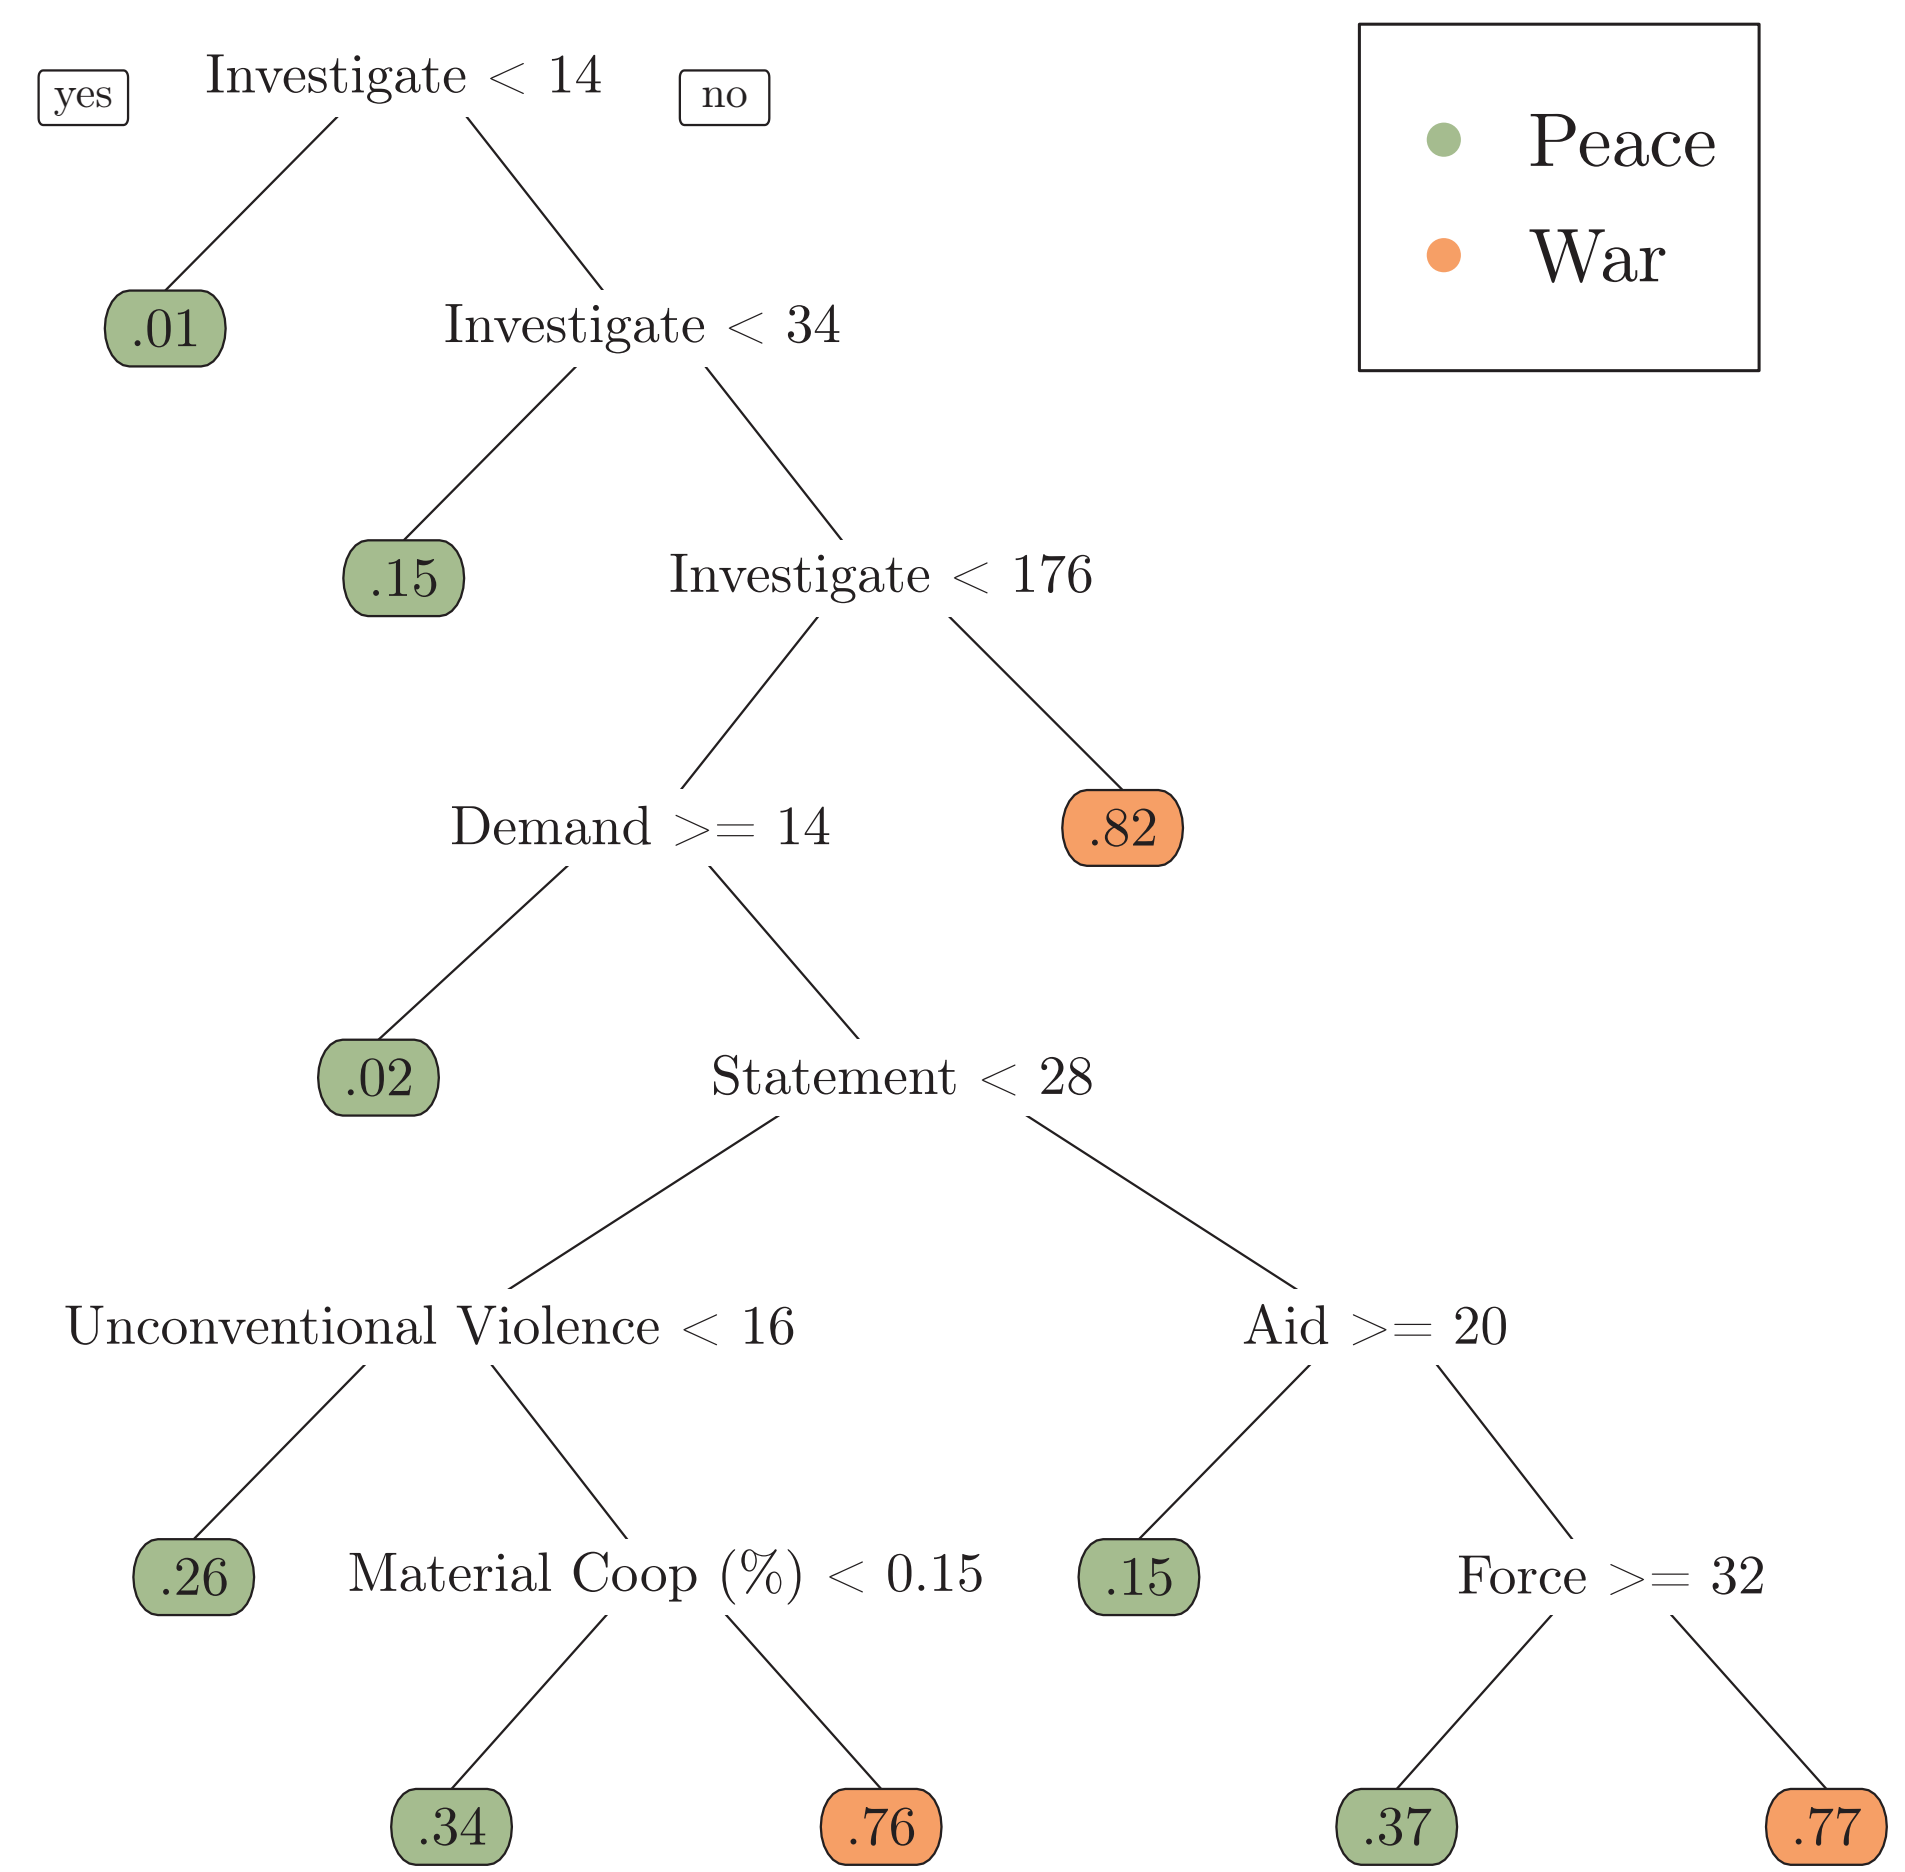 yes
Investigate < 14
no
Peace
War
.01
Investigate < 34
.15
Investigate < 176
Demand >= 14
.82
.02
Statement < 28
Unconventional Violence < 16
Aid >= 20
.26
Material Coop (%) < 0.15
.15
Force >= 32
.34
.76
.37
.77